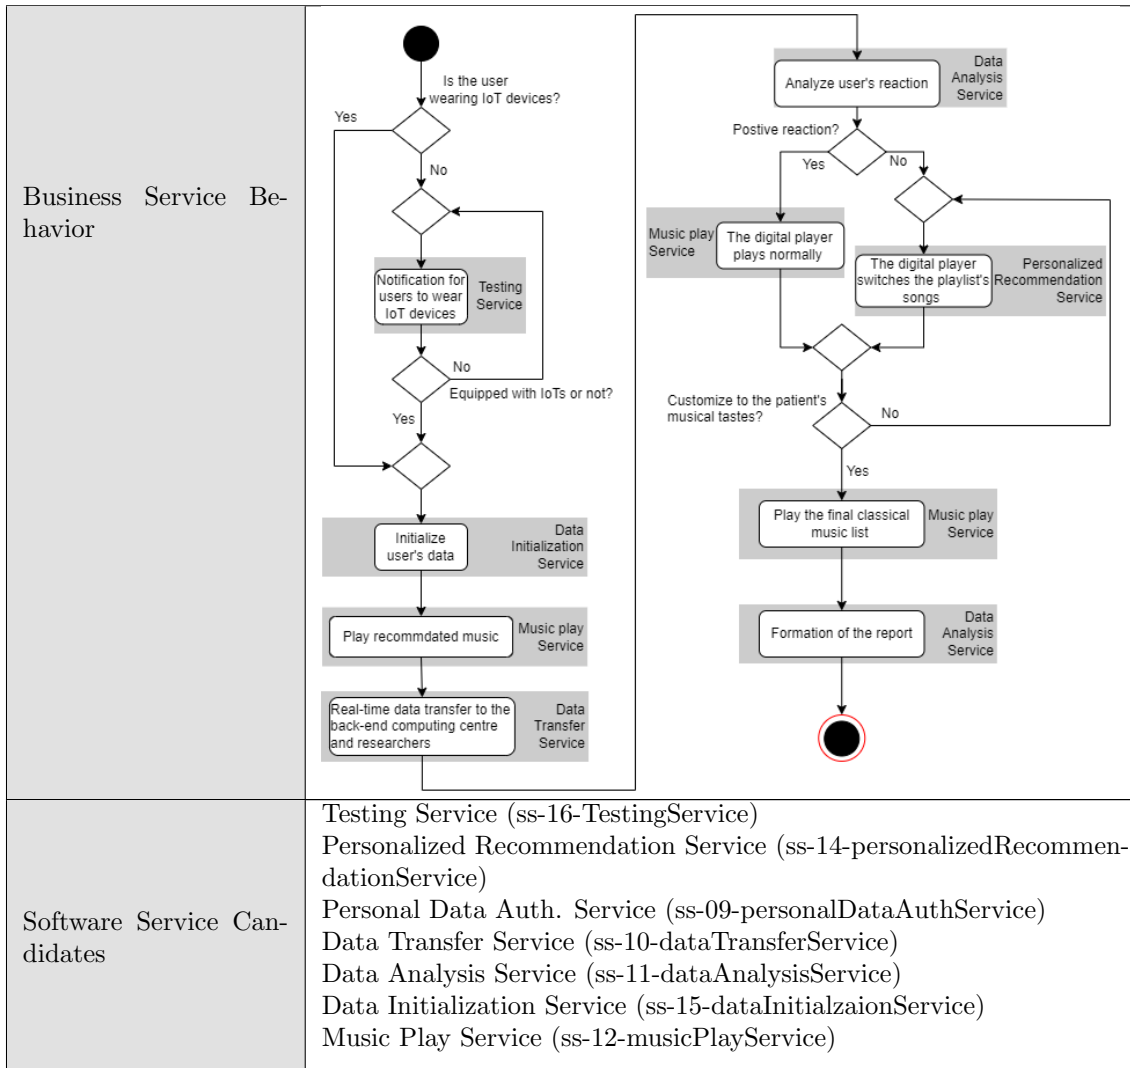 Business Service Be-
havior
Is the user
wearing IoT devices?
Yes
No
Notification for
users to wear
IoT devices
Testing
Service
No
Equipped with IoTs or not?
Yes
Initialize
user's data
Data
Initialization
Service
Play recommdated music
Music play
Service
Real-time data transfer to the
back-end computing centre
and researchers
Data
Transfer
Service
Analyze user's reaction
Data
Analysis
Service
Postive reaction?
Yes
No
Music play
Service
The digital player
plays normally
The digital player
switches the playlist's
songs
Personalized
Recommendation
Service
Customize to the patient's
musical tastes?
No
Yes
Play the final classical
music list
Music play
Service
Formation of the report
Data
Analysis
Service
Software Service Can-
didates
Testing Service (ss-16-TestingService)
Personalized Recommendation Service (ss-14-personalizedRecommen-
dationService)
Personal Data Auth. Service (ss-09-personalDataAuthService)
Data Transfer Service (ss-10-dataTransferService)
Data Analysis Service (ss-11-dataAnalysisService)
Data Initialization Service (ss-15-dataInitialzaionService)
Music Play Service (ss-12-musicPlayService)